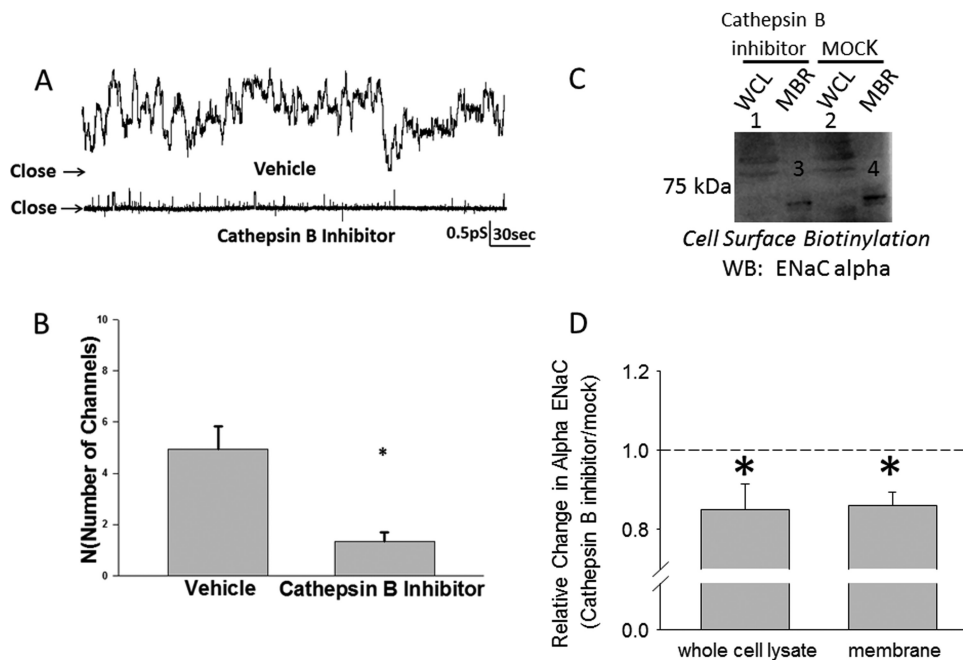 A
Close →
Vehicle
Close →
Cathepsin B Inhibitor
0.5pS
30sec
B
N(Number of Channels)
10
8
6
4
2
0
*
Vehicle
Cathepsin B Inhibitor
C
Cathepsin B
inhibitor
MOCK
WCL
MBR
WCL
MBR
1
2
3
4
75 kDa
Cell Surface Biotinylation
WB: ENaC alpha
D
Relative Change in Alpha ENaC
(Cathepsin B inhibitor/mock)
1.2
1.0
0.8
0.0
*
*
whole cell lysate
membrane